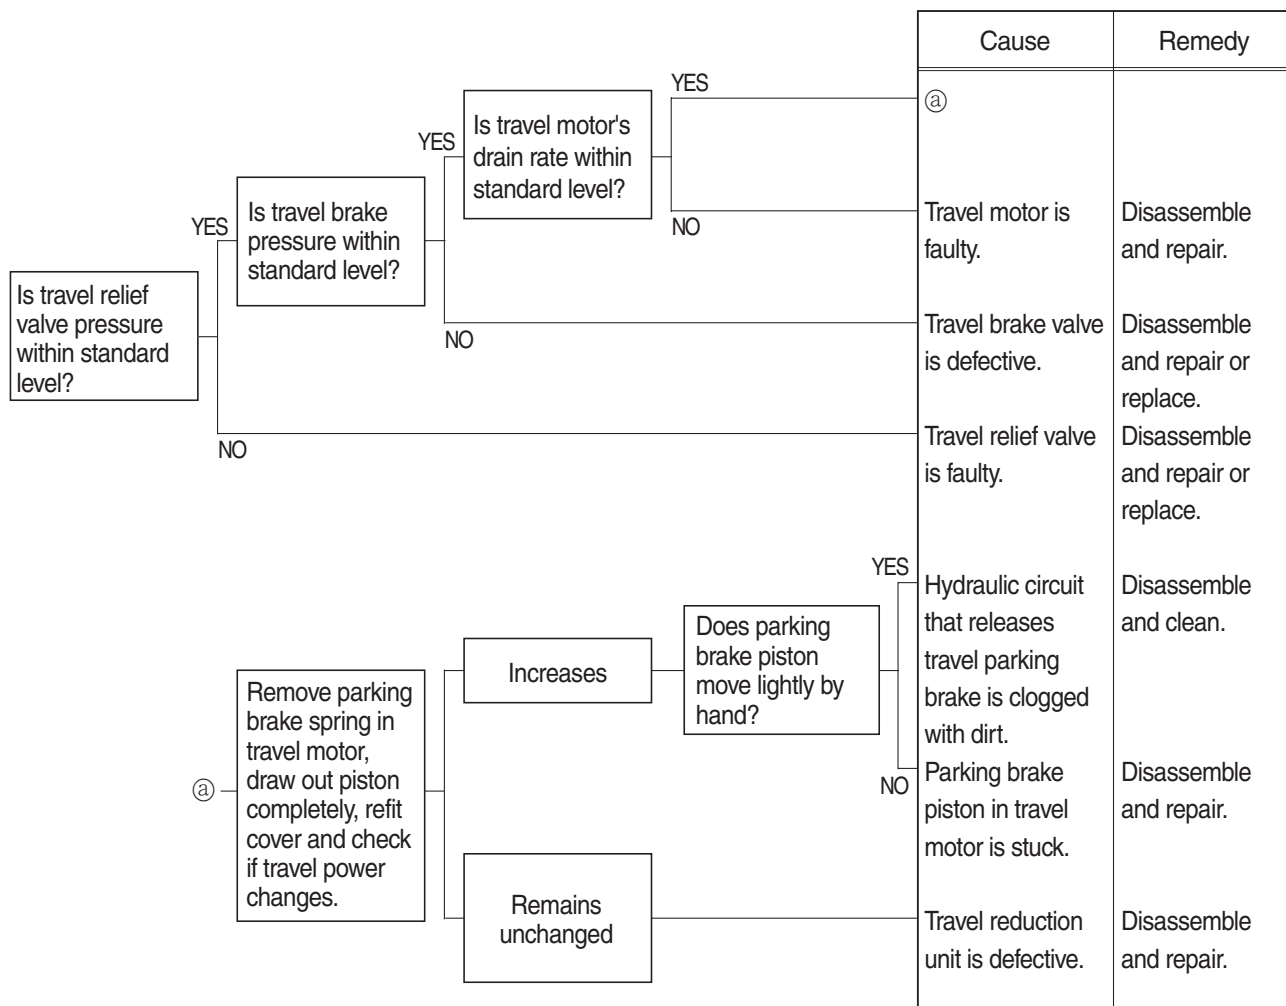 Cause
Remedy
YES
ⓐ
Is travel motor's
drain rate within
standard level?
YES
NO
Travel motor is
faulty.
Disassemble
and repair.
Is travel brake
pressure within
standard level?
YES
NO
Travel brake valve
is defective.
Disassemble
and repair or
replace.
Is travel relief
valve pressure
within standard
level?
NO
Travel relief valve
is faulty.
Disassemble
and repair or
replace.
ⓐ
Remove parking
brake spring in
travel motor,
draw out piston
completely, refit
cover and check
if travel power
changes.
Increases
Does parking
brake piston
move lightly by
hand?
YES
Hydraulic circuit
that releases
travel parking
brake is clogged
with dirt.
Disassemble
and clean.
NO
Parking brake
piston in travel
motor is stuck.
Disassemble
and repair.
Remains
unchanged
Travel reduction
unit is defective.
Disassemble
and repair.